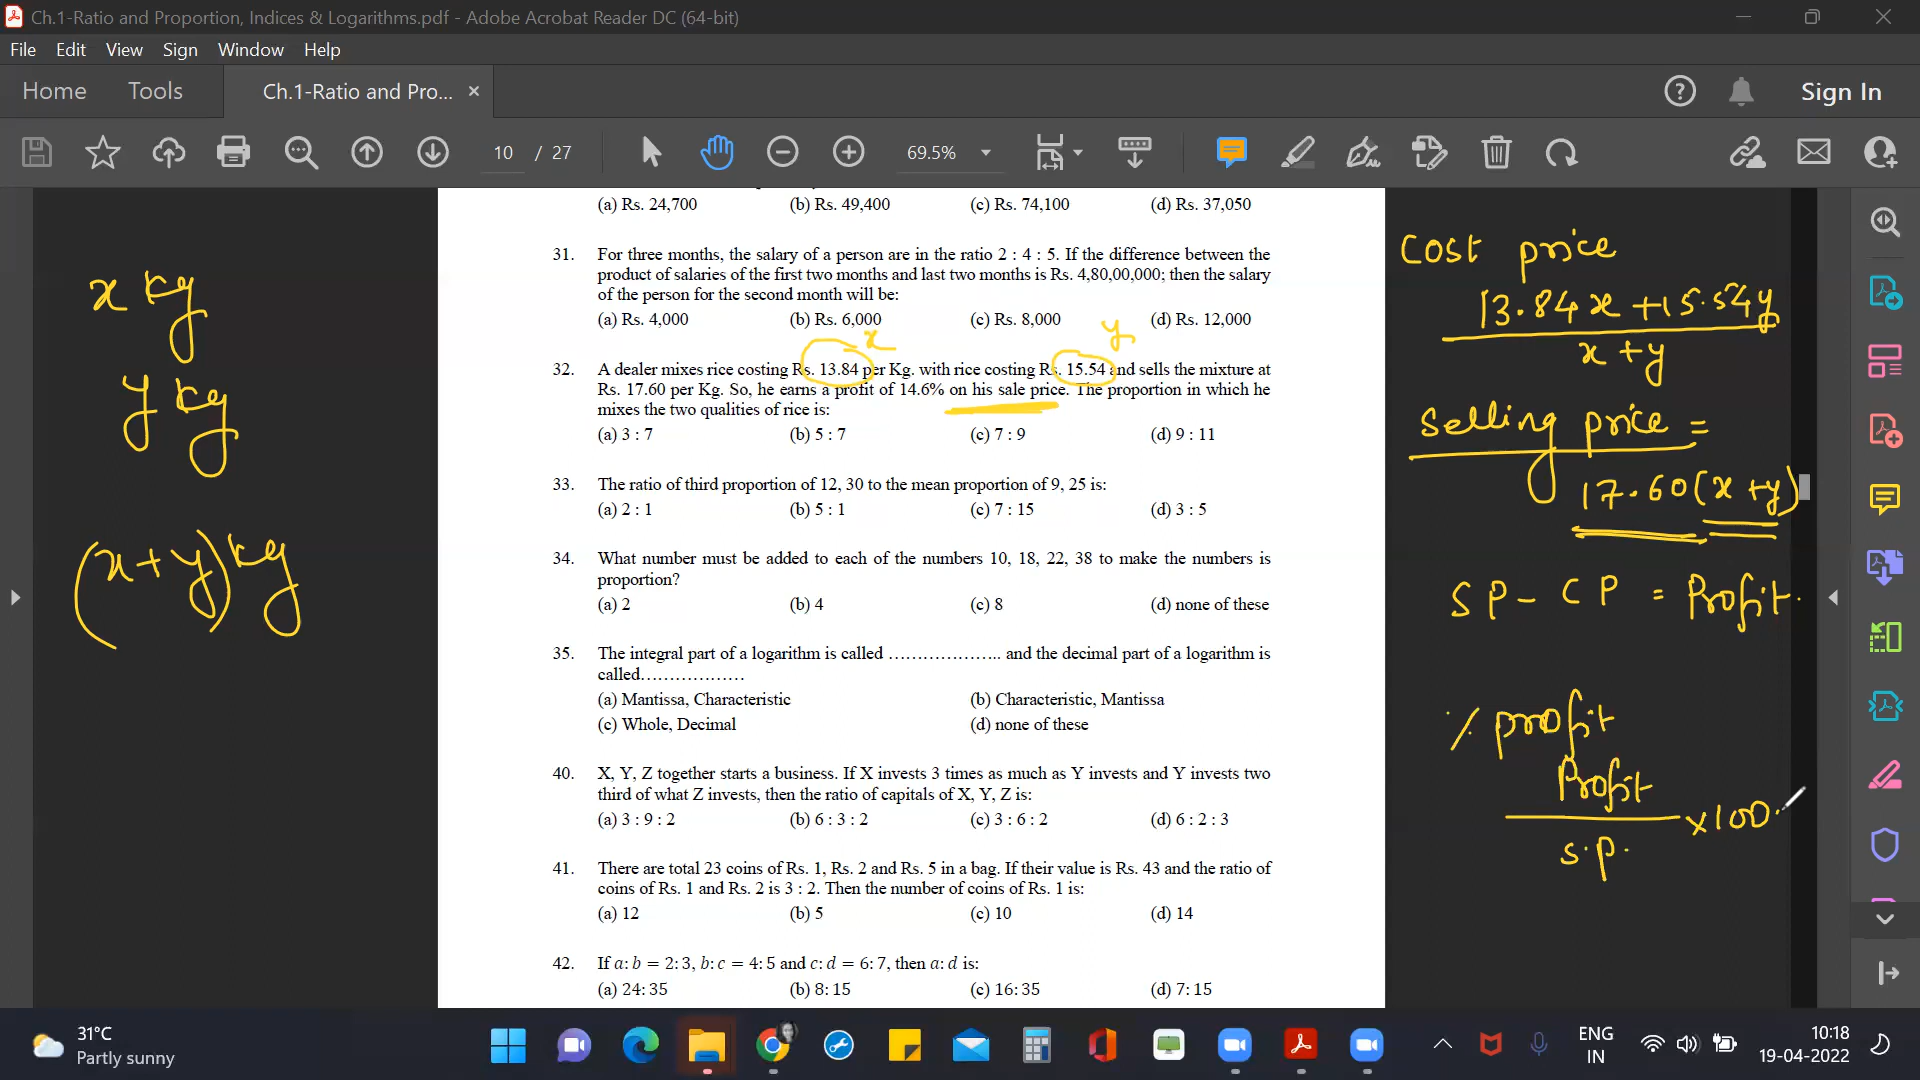 Ch.1-Ratio and Proportion, Indices & Logarithms.pdf - Adobe Acrobat Reader DC (64-bit)
File Edit View Sign Window Help
Home Tools Ch.1-Ratio and Pro... × Sign In
10 / 27 69.5%
(a) Rs. 24,700 (b) Rs. 49,400 (c) Rs. 74,100 (d) Rs. 37,050
31. For three months, the salary of a person are in the ratio 2 : 4 : 5. If the difference between the
product of salaries of the first two months and last two months is Rs. 4,80,00,000; then the salary
of the person for the second month will be:
(a) Rs. 4,000 (b) Rs. 6,000 (c) Rs. 8,000 (d) Rs. 12,000
x y
32. A dealer mixes rice costing Rs. 13.84 per Kg. with rice costing Rs. 15.54 and sells the mixture at
Rs. 17.60 per Kg. So, he earns a profit of 14.6% on his sale price. The proportion in which he
mixes the two qualities of rice is:
(a) 3 : 7 (b) 5 : 7 (c) 7 : 9 (d) 9 : 11
33. The ratio of third proportion of 12, 30 to the mean proportion of 9, 25 is:
(a) 2 : 1 (b) 5 : 1 (c) 7 : 15 (d) 3 : 5
34. What number must be added to each of the numbers 10, 18, 22, 38 to make the numbers is
proportion?
(a) 2 (b) 4 (c) 8 (d) none of these
35. The integral part of a logarithm is called ……………….. and the decimal part of a logarithm is
called………………
(a) Mantissa, Characteristic (b) Characteristic, Mantissa
(c) Whole, Decimal (d) none of these
40. X, Y, Z together starts a business. If X invests 3 times as much as Y invests and Y invests two
third of what Z invests, then the ratio of capitals of X, Y, Z is:
(a) 3 : 9 : 2 (b) 6 : 3 : 2 (c) 3 : 6 : 2 (d) 6 : 2 : 3
41. There are total 23 coins of Rs. 1, Rs. 2 and Rs. 5 in a bag. If their value is Rs. 43 and the ratio of
coins of Rs. 1 and Rs. 2 is 3 : 2. Then the number of coins of Rs. 1 is:
(a) 12 (b) 5 (c) 10 (d) 14
42. If a: b = 2: 3, b: c = 4: 5 and c: d = 6: 7, then a: d is:
(a) 24: 35 (b) 8: 15 (c) 16: 35 (d) 7: 15
x kg
y kg
(x+y)kg
Cost price
13.84x+15.54y
x+y
Selling price =
17.60(x+y)
SP - CP = Profit.
% profit
Profit
s.p. ×100.
31°C
Partly sunny
ENG
IN
10:18
19-04-2022